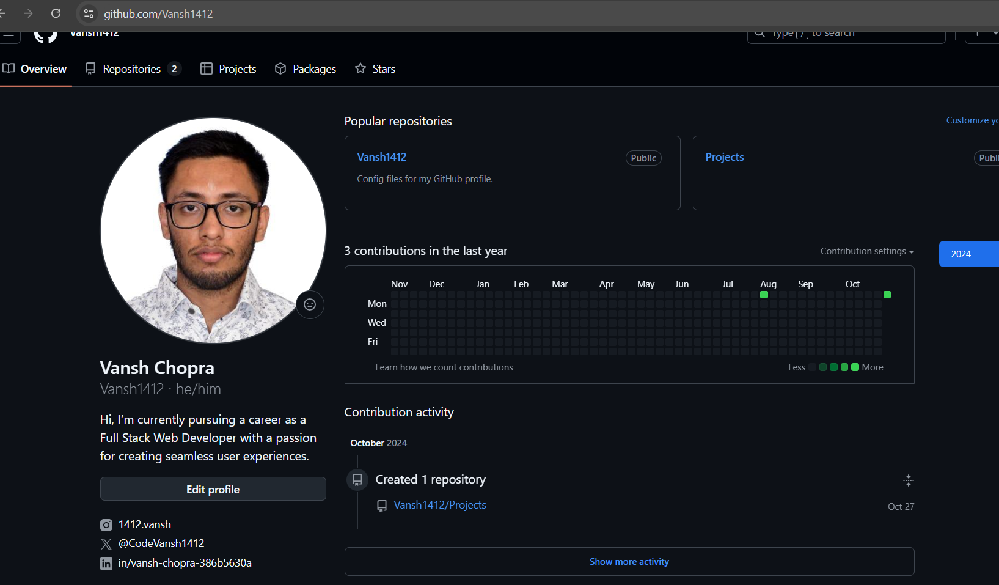 github.com/Vansh1412
Vansh1412
Type / to search
Overview
Repositories 2
Projects
Packages
Stars
Popular repositories
Customize yo
Vansh1412
Public
Config files for my GitHub profile.
Projects
Publi
3 contributions in the last year
Contribution settings
2024
Nov Dec Jan Feb Mar Apr May Jun Jul Aug Sep Oct
Mon
Wed
Fri
Learn how we count contributions
Less More
Vansh Chopra
Vansh1412 · he/him
Hi, I’m currently pursuing a career as a
Full Stack Web Developer with a passion
for creating seamless user experiences.
Edit profile
1412.vansh
@CodeVansh1412
in/vansh-chopra-386b5630a
Contribution activity
October 2024
Created 1 repository
Vansh1412/Projects
Oct 27
Show more activity